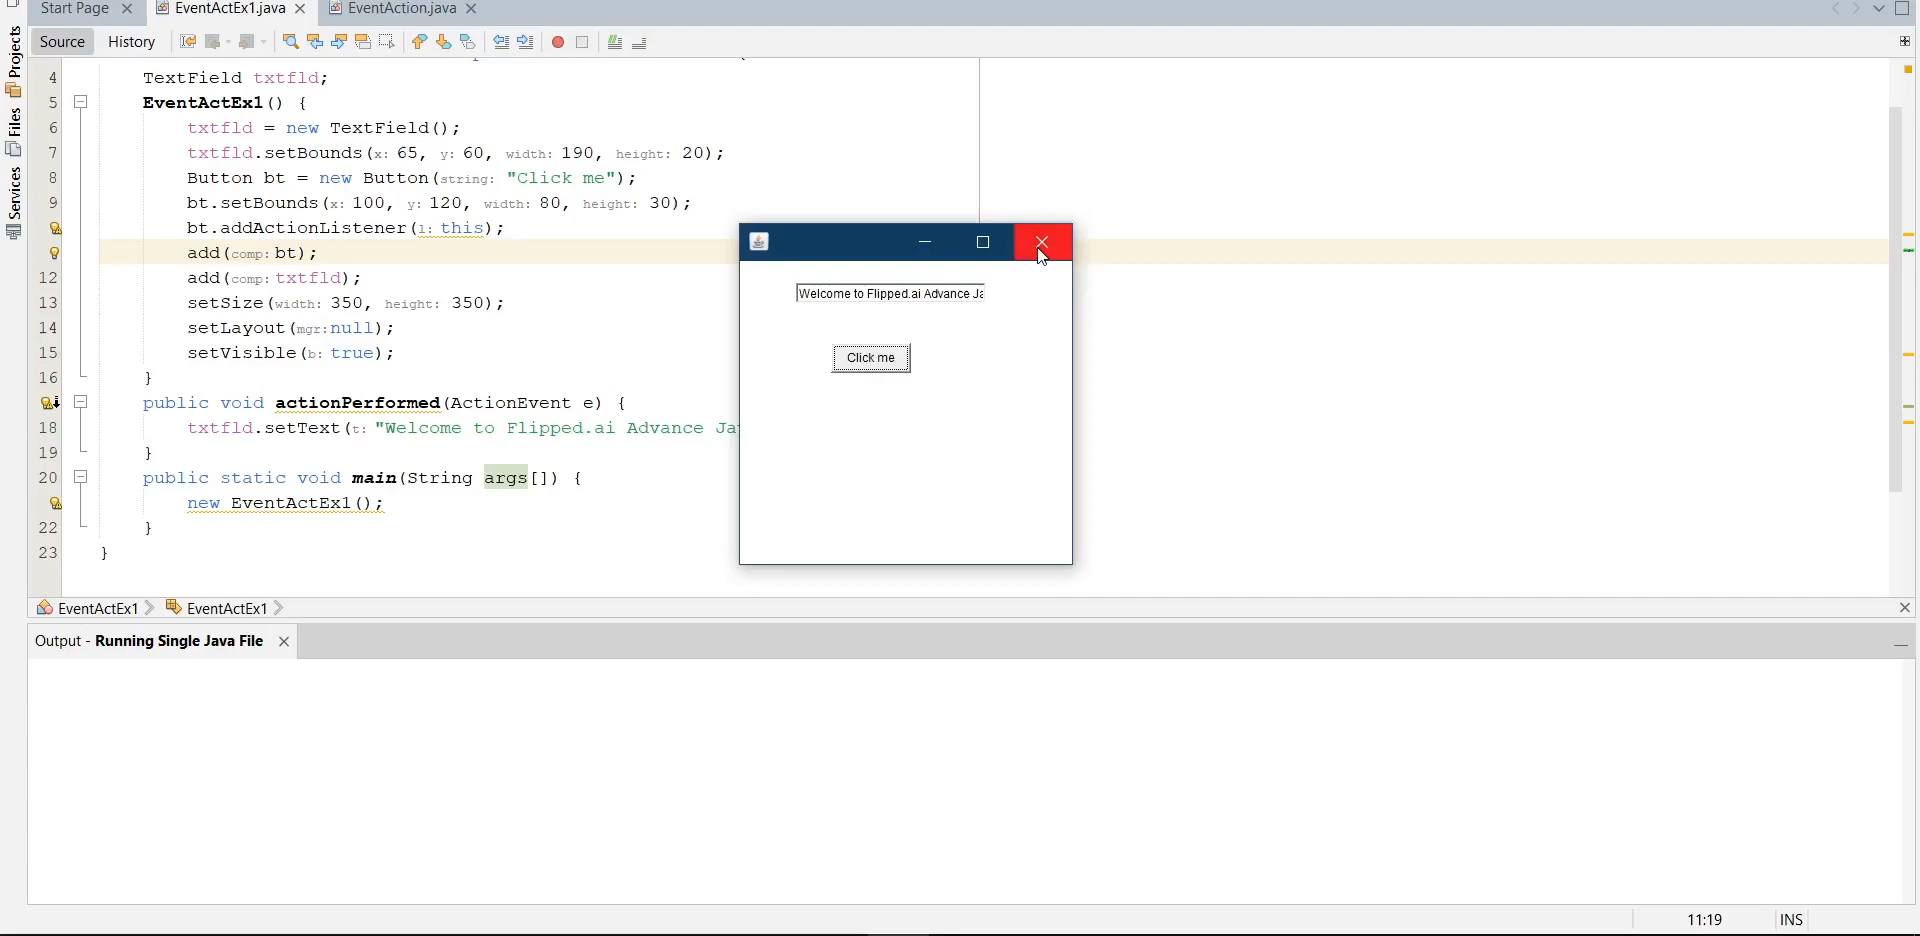 Start Page
EventActEx1.java
EventAction.java
Source
History
Projects
Files
Services
4 TextField txtfld;
5 EventActEx1() {
6 txtfld = new TextField();
7 txtfld.setBounds(x: 65, y: 60, width: 190, height: 20);
8 Button bt = new Button(string: "Click me");
9 bt.setBounds(x: 100, y: 120, width: 80, height: 30);
bt.addActionListener(l: this);
add(comp: bt);
12 add(comp: txtfld);
13 setSize(width: 350, height: 350);
14 setLayout(mgr: null);
15 setVisible(b: true);
16 }
public void actionPerformed(ActionEvent e) {
18 txtfld.setText(t: "Welcome to Flipped.ai Advance Ja
19 }
20 public static void main(String args[]) {
new EventActEx1();
22 }
23 }
Welcome to Flipped.ai Advance Ja
Click me
EventActEx1
EventActEx1
Output - Running Single Java File
11:19
INS